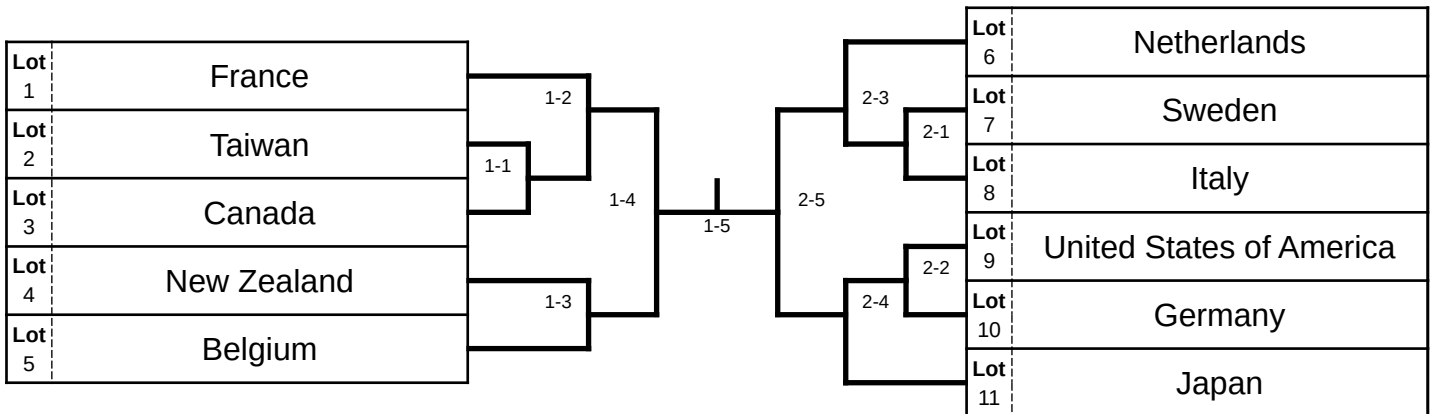 Lot
1
France
Lot
2
Taiwan
Lot
3
Canada
Lot
4
New Zealand
Lot
5
Belgium
1-2
1-1
1-4
1-3
1-5
2-5
2-3
2-1
2-2
2-4
Lot
6
Netherlands
Lot
7
Sweden
Lot
8
Italy
Lot
9
United States of America
Lot
10
Germany
Lot
11
Japan